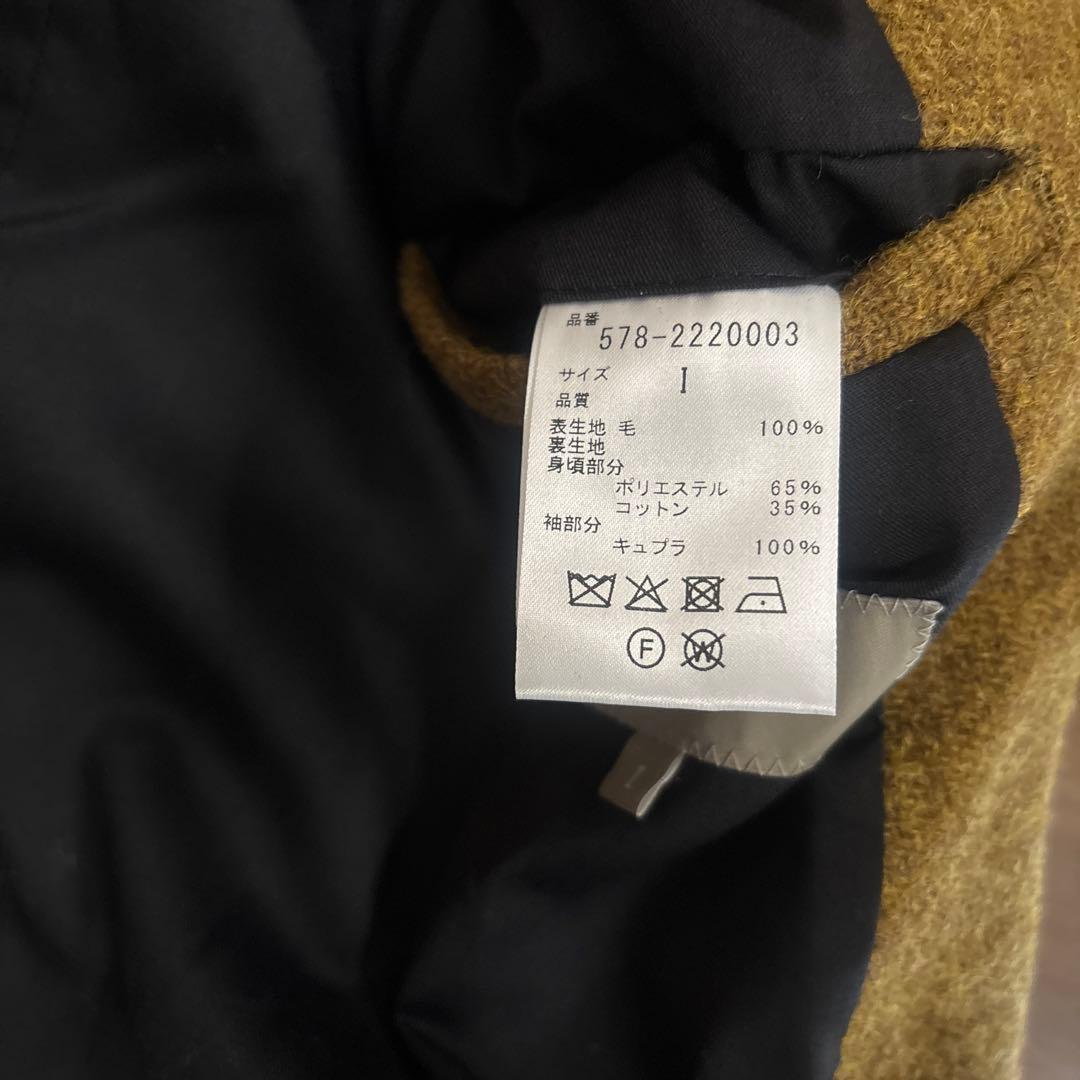 品番
578-2220003
サイズ I
品質
表生地 毛 100%
裏生地
身頃部分
ポリエステル 65%
コットン 35%
袖部分
キュプラ 100%
F
W
I